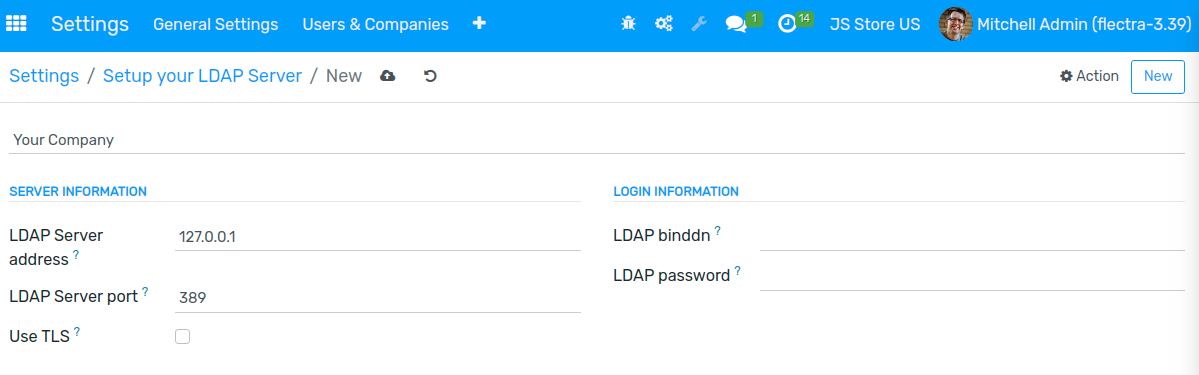 Settings General Settings Users & Companies + 1 14 JS Store US Mitchell Admin (flectra-3.39)
Settings / Setup your LDAP Server / New Action New
Your Company
SERVER INFORMATION
LDAP Server address ? 127.0.0.1
LDAP Server port ? 389
Use TLS ?
LOGIN INFORMATION
LDAP binddn ?
LDAP password ?